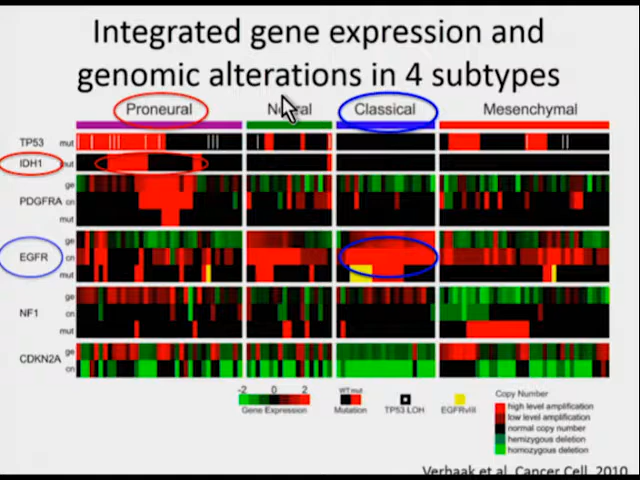 Integrated gene expression and
genomic alterations in 4 subtypes
Proneural Neural Classical Mesenchymal
TP53 mut
IDH1 mut
ge
PDGFRA cn
mut
ge
EGFR cn
mut
ge
NF1 cn
mut
CDKN2A ge
cn
-2 0 2
Gene Expression
WT mut
Mutation
TP53 LOH
EGFRvIII
Copy Number
high level amplification
low level amplification
normal copy number
hemizygous deletion
homozygous deletion
Verhaak et al. Cancer Cell. 2010